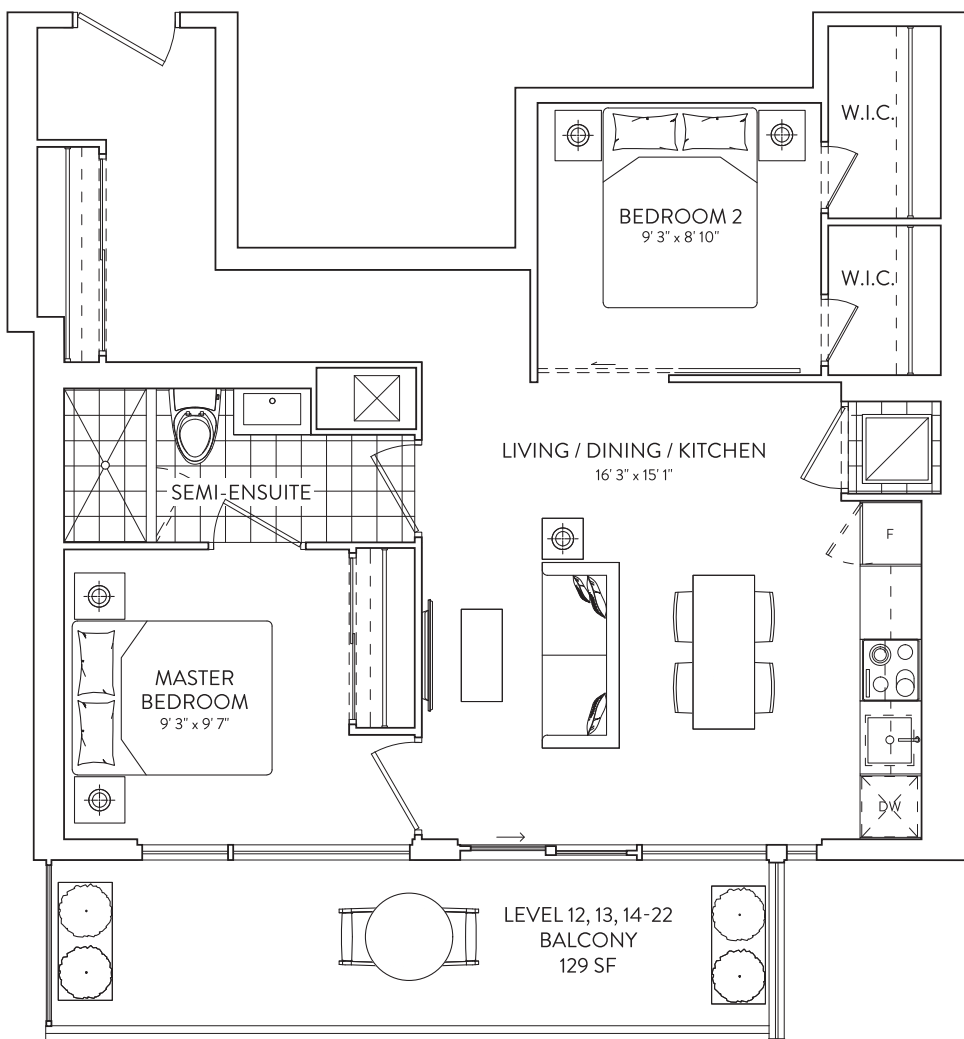 W.I.C.
BEDROOM 2
9' 3" x 8' 10"
W.I.C.
LIVING / DINING / KITCHEN
16' 3" x 15' 1"
SEMI-ENSUITE
F
MASTER
BEDROOM
9' 3" x 9' 7"
DW
LEVEL 12, 13, 14-22
BALCONY
129 SF